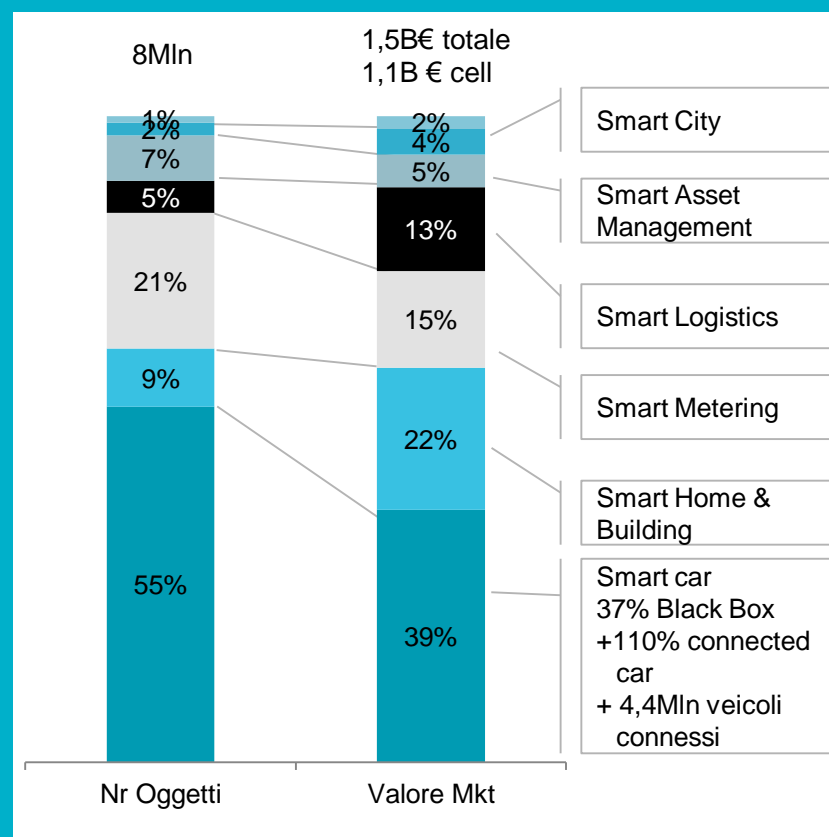 8Mln
1,5B€ totale
1,1B € cell
1%
2%
7%
5%
21%
9%
55%
2%
4%
5%
13%
15%
22%
39%
Smart City
Smart Asset
Management
Smart Logistics
Smart Metering
Smart Home &
Building
Smart car
37% Black Box
+110% connected
car
+ 4,4Mln veicoli
connessi
Nr Oggetti
Valore Mkt